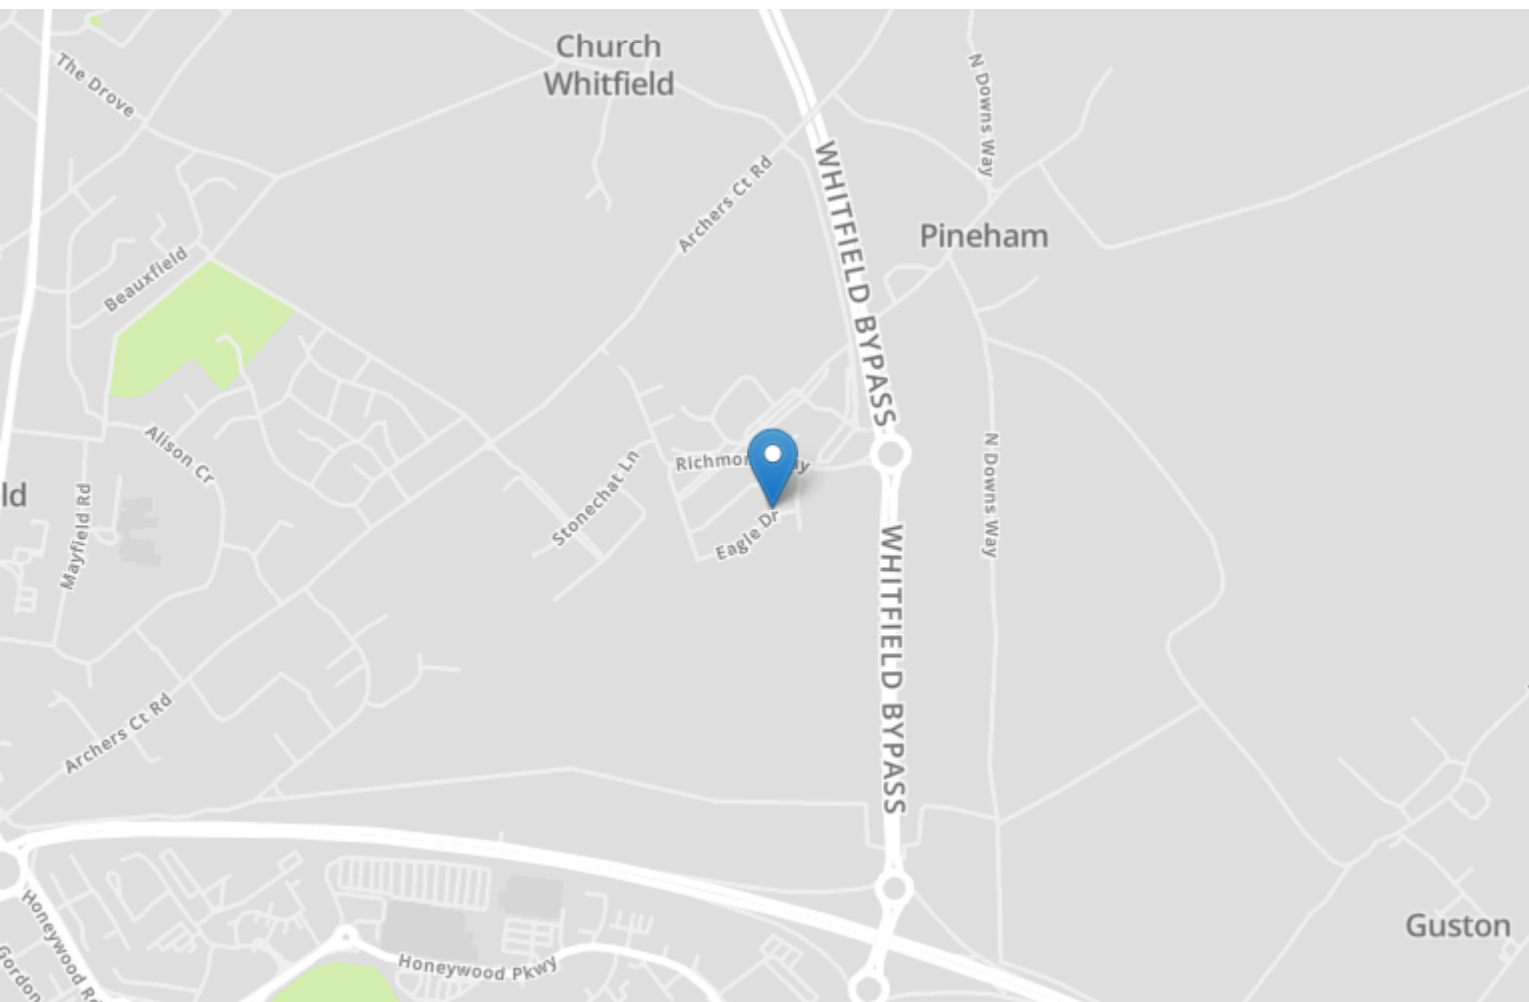 Church
Whitfield
The Drove
N Downs Way
WHITFIELD BYPASS
Archers Ct Rd
Pineham
Beauxfield
Alison Cr
Richmon
y
Stonechat Ln
Eagle Dr
N Downs Way
ld
Mayfield Rd
WHITFIELD BYPASS
Archers Ct Rd
Honeywood Rd
Guston
Gordon
Honeywood Pkwy